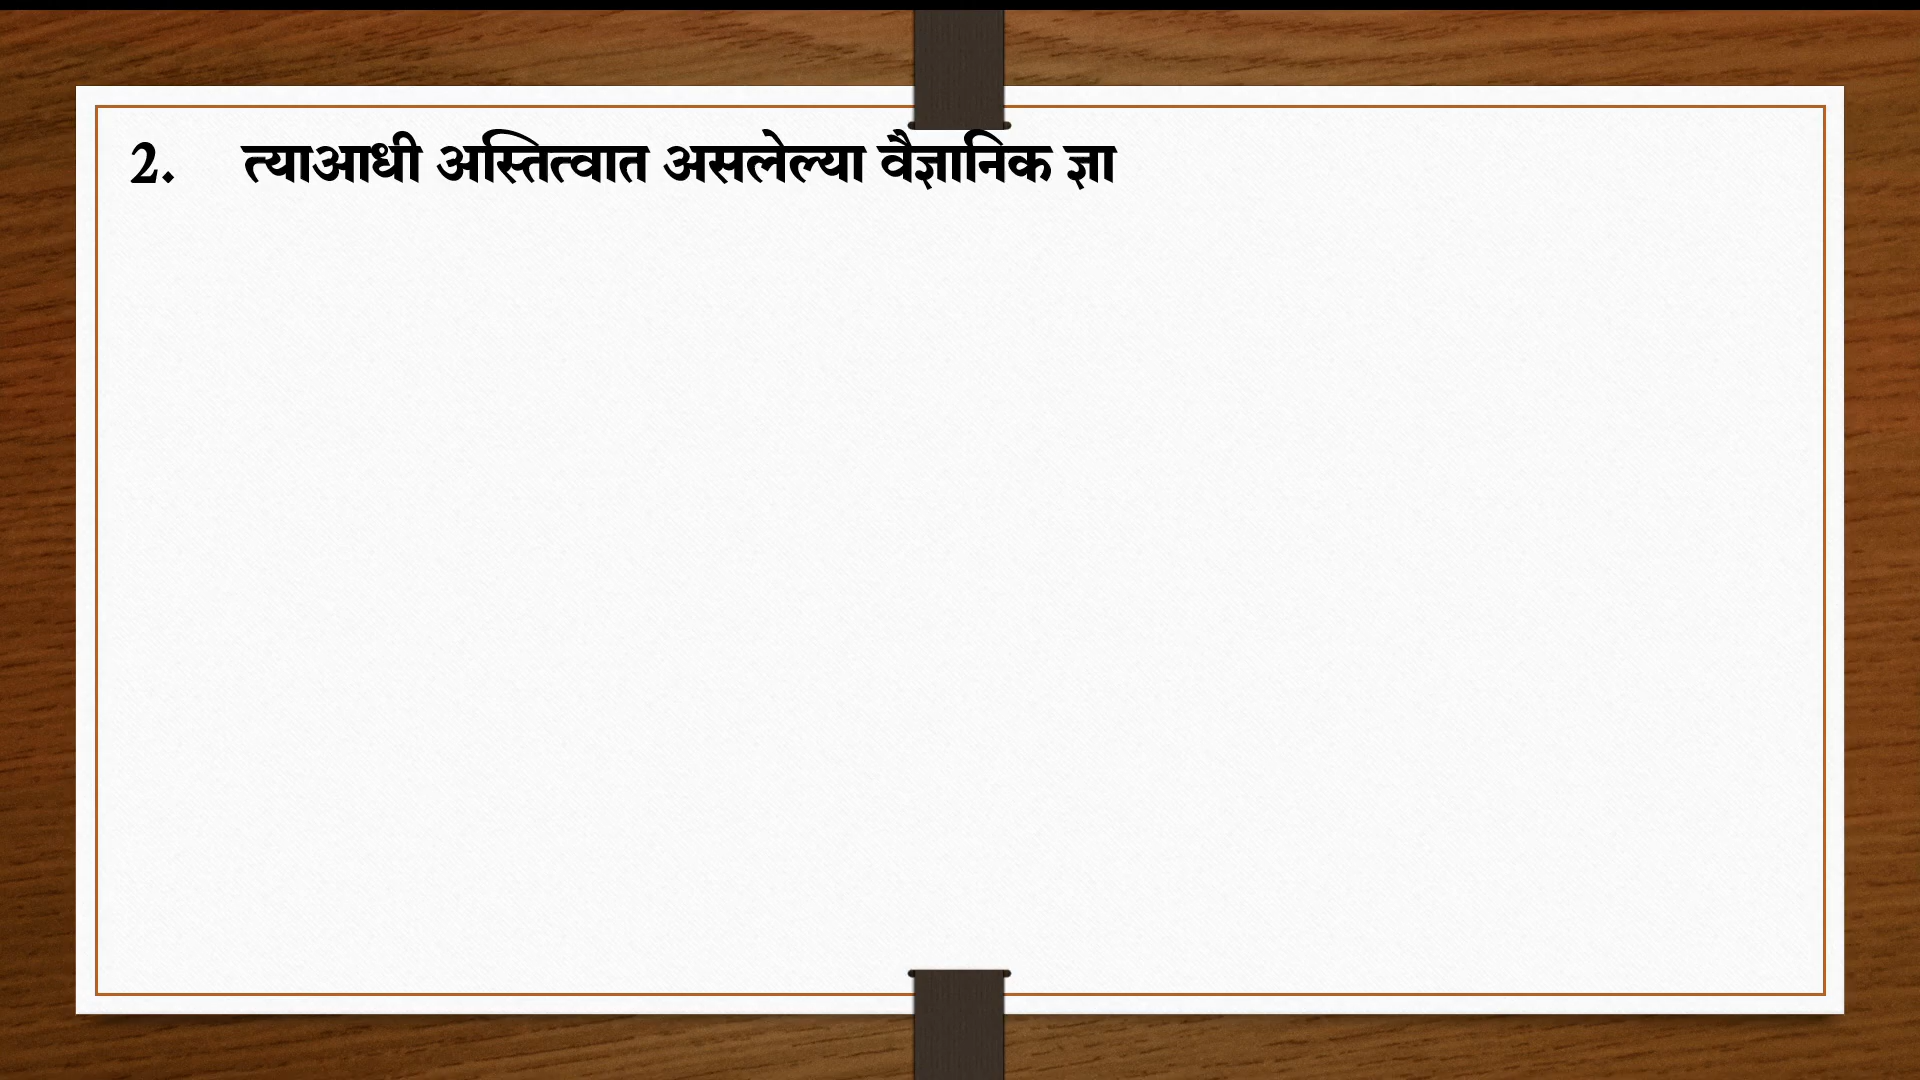 2. त्याआधी अस्तित्वात असलेल्या वैज्ञानिक ज्ञा